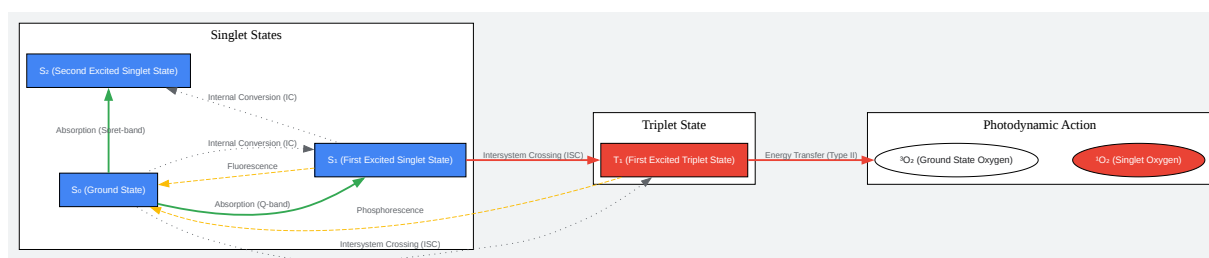 Singlet States
S₂ (Second Excited Singlet State)
Internal Conversion (IC)
Absorption (Soret-band)
Internal Conversion (IC)
Fluorescence
S₁ (First Excited Singlet State)
S₀ (Ground State)
Absorption (Q-band)
Phosphorescence
Intersystem Crossing (ISC)
Intersystem Crossing (ISC)
Triplet State
T₁ (First Excited Triplet State)
Energy Transfer (Type II)
Photodynamic Action
³O₂ (Ground State Oxygen)
¹O₂ (Singlet Oxygen)